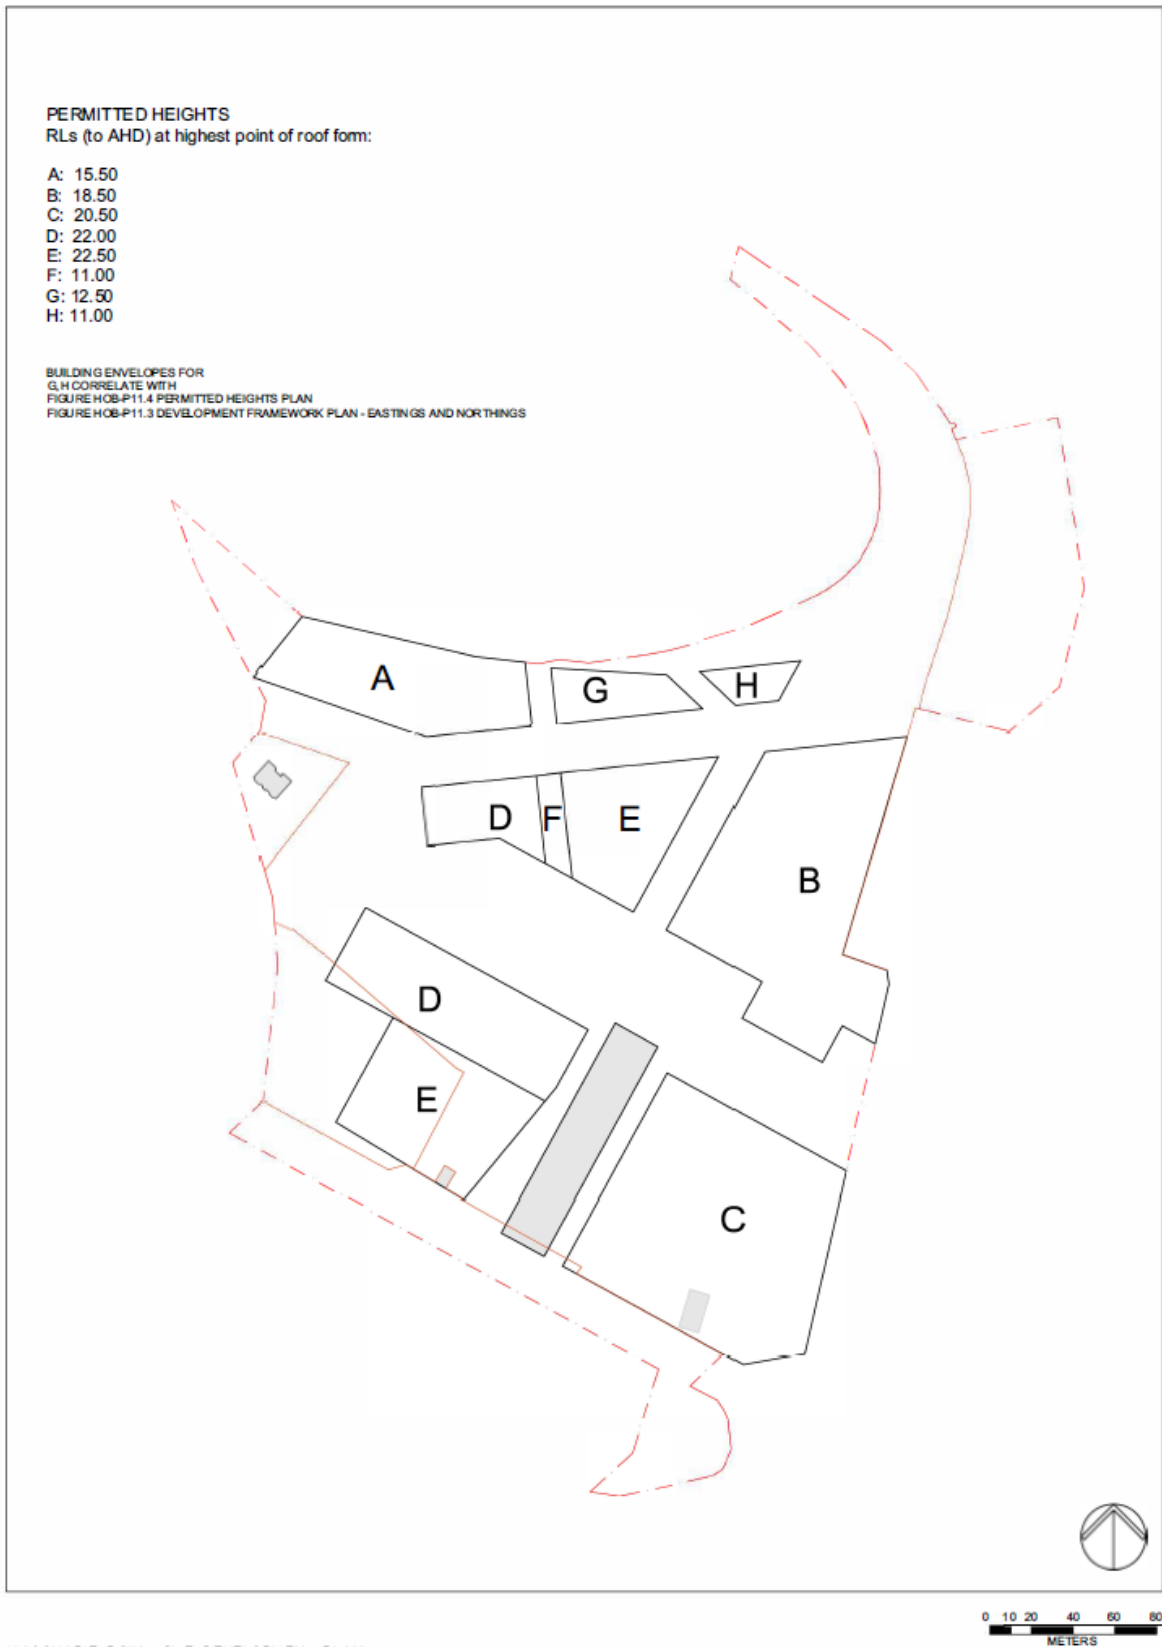 PERMITTED HEIGHTS
RLs (to AHD) at highest point of roof form:
A: 15.50
B: 18.50
C: 20.50
D: 22.00
E: 22.50
F: 11.00
G: 12.50
H: 11.00
BUILDING ENVELOPES FOR
G, H CORRELATE WITH
FIGURE HOB-P11.4 PERMITTED HEIGHTS PLAN
FIGURE HOB-P11.3 DEVELOPMENT FRAMEWORK PLAN - EASTINGS AND NORTHINGS
A
G
H
D
F
E
B
D
E
C
0 10 20 40 60 80
METERS